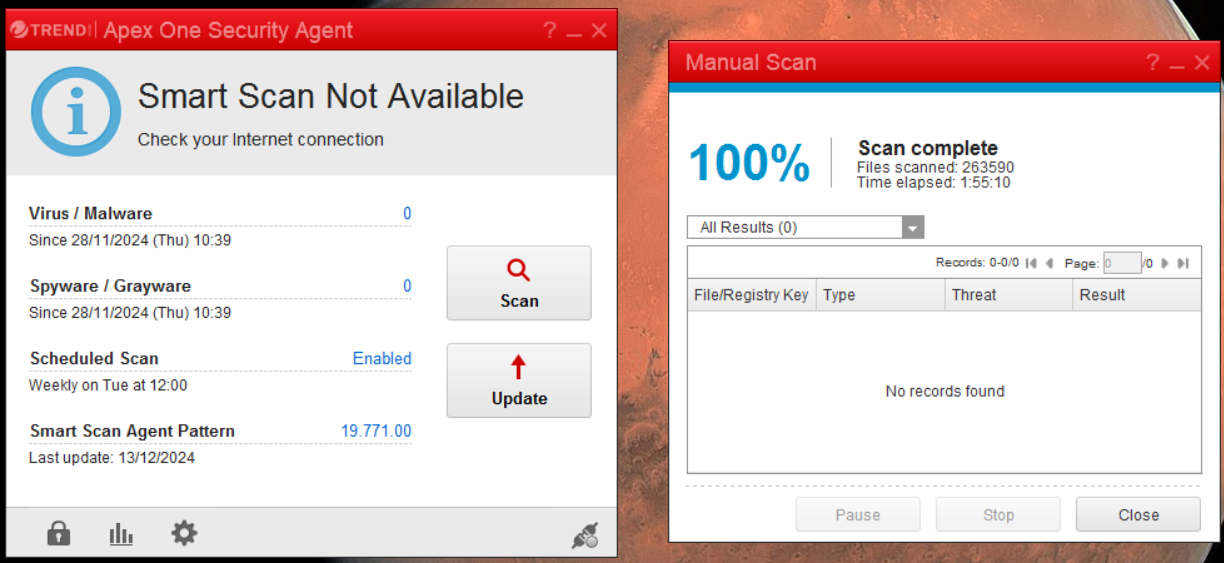 TREND Apex One Security Agent
Smart Scan Not Available
Check your Internet connection
Virus / Malware 0
Since 28/11/2024 (Thu) 10:39
Spyware / Grayware 0
Since 28/11/2024 (Thu) 10:39
Scheduled Scan Enabled
Weekly on Tue at 12:00
Smart Scan Agent Pattern 19.771.00
Last update: 13/12/2024
Scan
Update
Manual Scan
100%
Scan complete
Files scanned: 263590
Time elapsed: 1:55:10
All Results (0)
Records: 0-0/0 Page: 0 /0
File/Registry Key Type Threat Result
No records found
Pause Stop Close